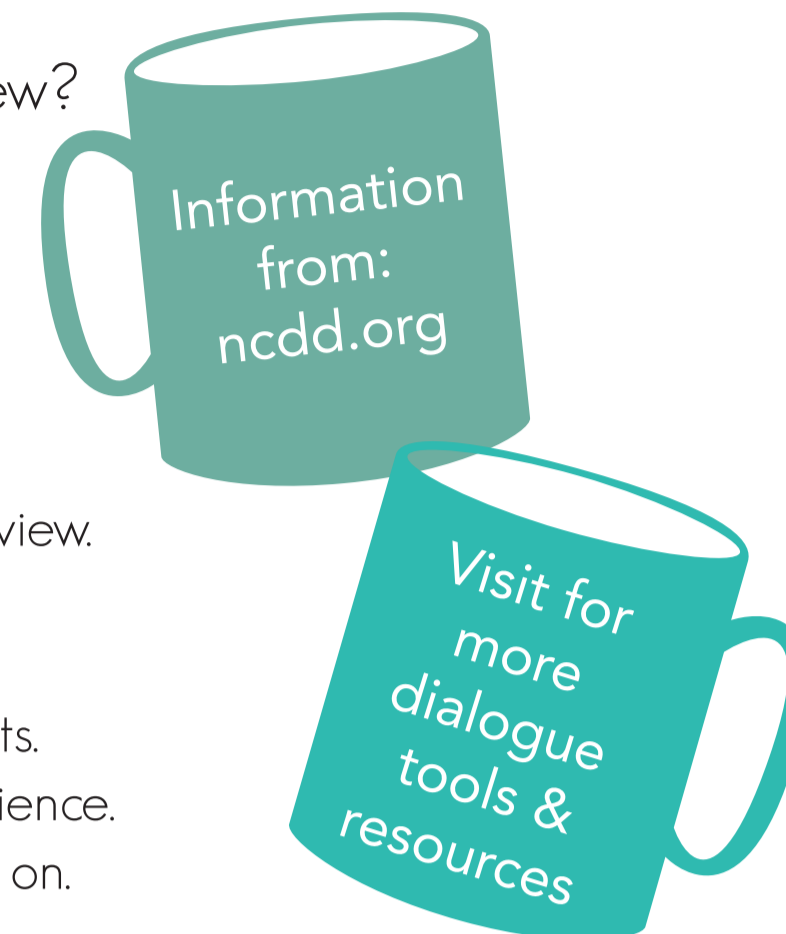 ew?
Information
from:
ncdd.org
view.
Visit for
more
dialogue
tools &
resources
ts.
ience.
on.